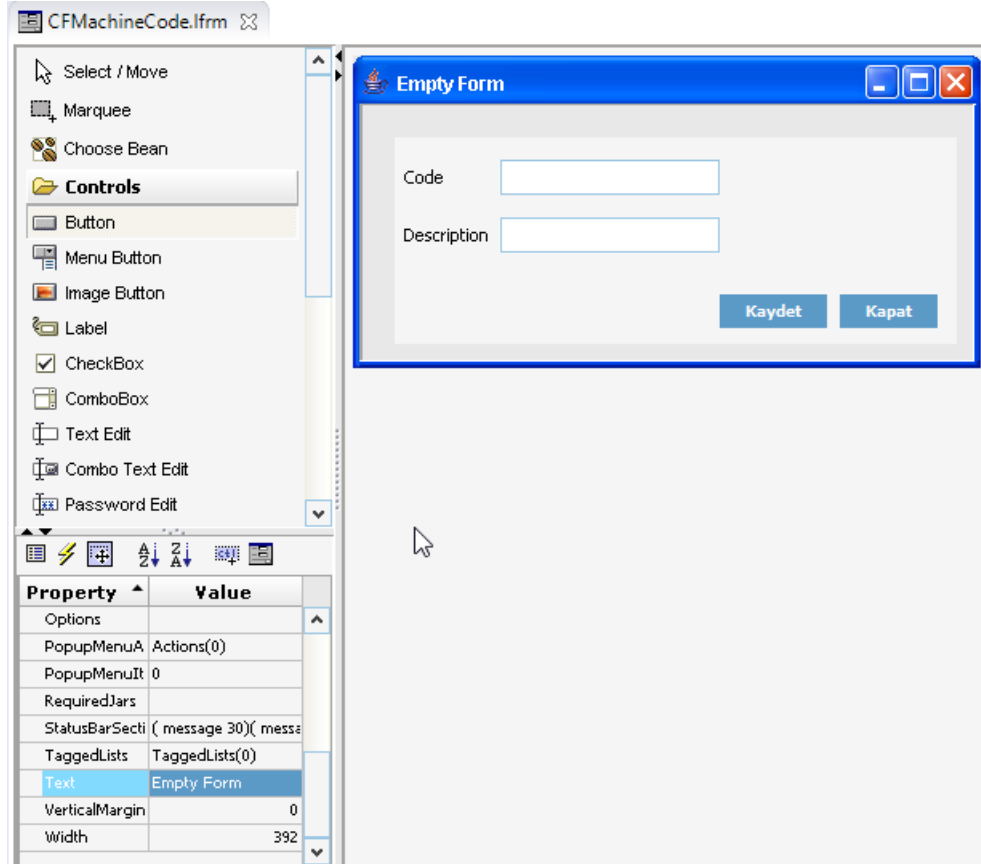 CFMachineCode.lfrm
Select / Move
Marquee
Choose Bean
Controls
Button
Menu Button
Image Button
Label
CheckBox
ComboBox
Text Edit
Combo Text Edit
Password Edit
Property Value
Options
PopupMenuA Actions(0)
PopupMenuIt 0
RequiredJars
StatusBarSecti ( message 30)( messa
TaggedLists TaggedLists(0)
Text Empty Form
VerticalMargin 0
Width 392
Empty Form
Code
Description
Kaydet Kapat